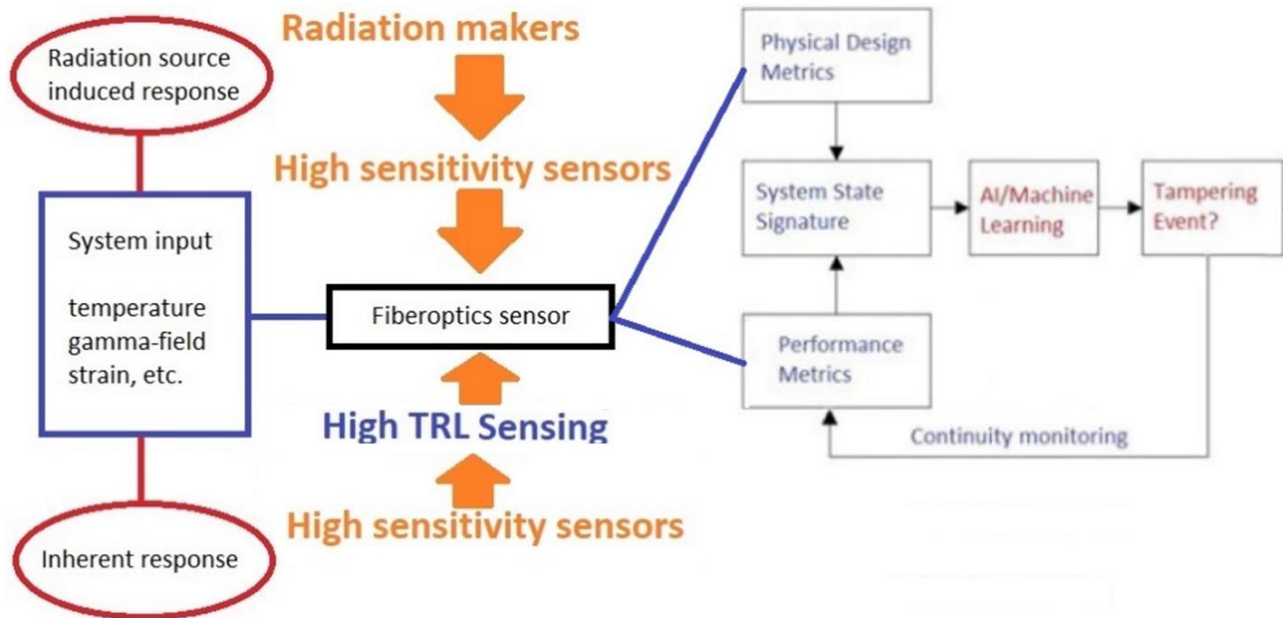 Radiation source
induced response
System input
temperature
gamma-field
strain, etc.
Inherent response
Radiation makers
High sensitivity sensors
Fiberoptics sensor
High TRL Sensing
High sensitivity sensors
Physical Design
Metrics
System State
Signature
AI/Machine
Learning
Tampering
Event?
Performance
Metrics
Continuity monitoring